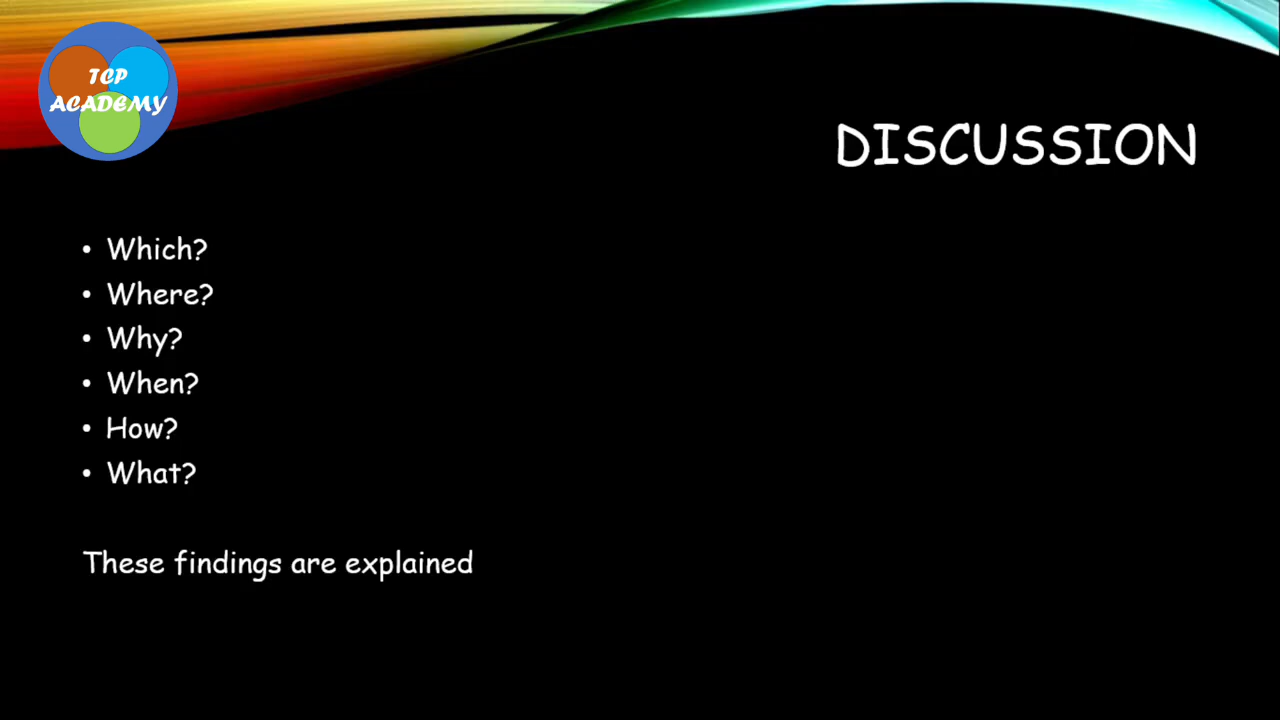 TCP
ACADEMY
DISCUSSION
• Which?
• Where?
• Why?
• When?
• How?
• What?
These findings are explained